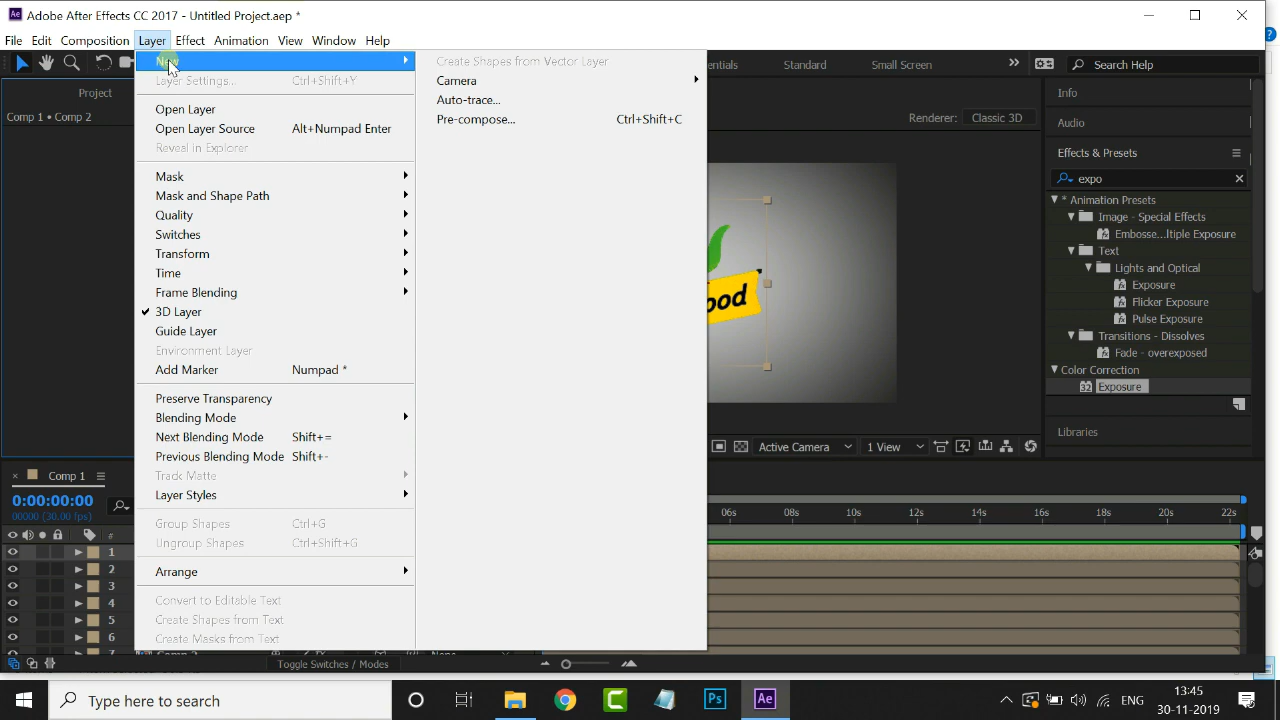 Adobe After Effects CC 2017 - Untitled Project.aep *
File Edit Composition Layer Effect Animation View Window Help
New
Create Shapes from Vector Layer
Layer Settings... Ctrl+Shift+Y
Camera
Auto-trace...
Pre-compose... Ctrl+Shift+C
Open Layer
Open Layer Source Alt+Numpad Enter
Reveal in Explorer
Mask
Mask and Shape Path
Quality
Switches
Transform
Time
Frame Blending
3D Layer
Guide Layer
Environment Layer
Add Marker Numpad *
Preserve Transparency
Blending Mode
Next Blending Mode Shift+=
Previous Blending Mode Shift+-
Track Matte
Layer Styles
Group Shapes Ctrl+G
Ungroup Shapes Ctrl+Shift+G
Arrange
Convert to Editable Text
Create Shapes from Text
Create Masks from Text
Project
Comp 1 • Comp 2
entials Standard Small Screen Search Help
Renderer: Classic 3D
ood
Active Camera 1 View
Info
Audio
Effects & Presets
expo
* Animation Presets
Image - Special Effects
Embosse...ltiple Exposure
Text
Lights and Optical
Exposure
Flicker Exposure
Pulse Exposure
Transitions - Dissolves
Fade - overexposed
Color Correction
32 Exposure
Libraries
Comp 1
0:00:00:00
00000 (30.00 fps)
#
06s 08s 10s 12s 14s 16s 18s 20s 22s
1
2
3
4
5
6
Toggle Switches / Modes
Type here to search
Ps
Ae
ENG
13:45
30-11-2019